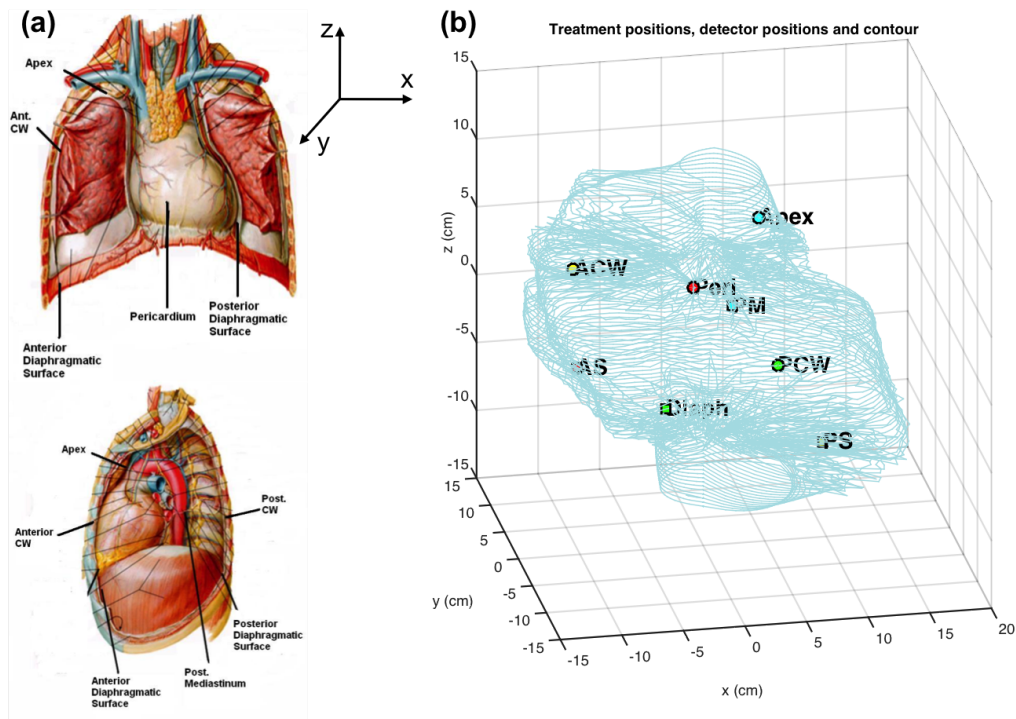 (a)
z
x
y
Apex
Ant.
CW
Pericardium
Posterior
Diaphragmatic
Surface
Anterior
Diaphragmatic
Surface
Apex
Anterior
CW
Post.
CW
Posterior
Diaphragmatic
Surface
Post.
Mediastinum
Anterior
Diaphragmatic
Surface
(b)
Treatment positions, detector positions and contour
15
10
5
0
-5
-10
-15
z (cm)
Apex
ACW
Peri
PM
AS
PCW
Diaph
PS
15
10
5
0
-5
-10
-15
y (cm)
-15
-10
-5
0
5
10
15
20
x (cm)